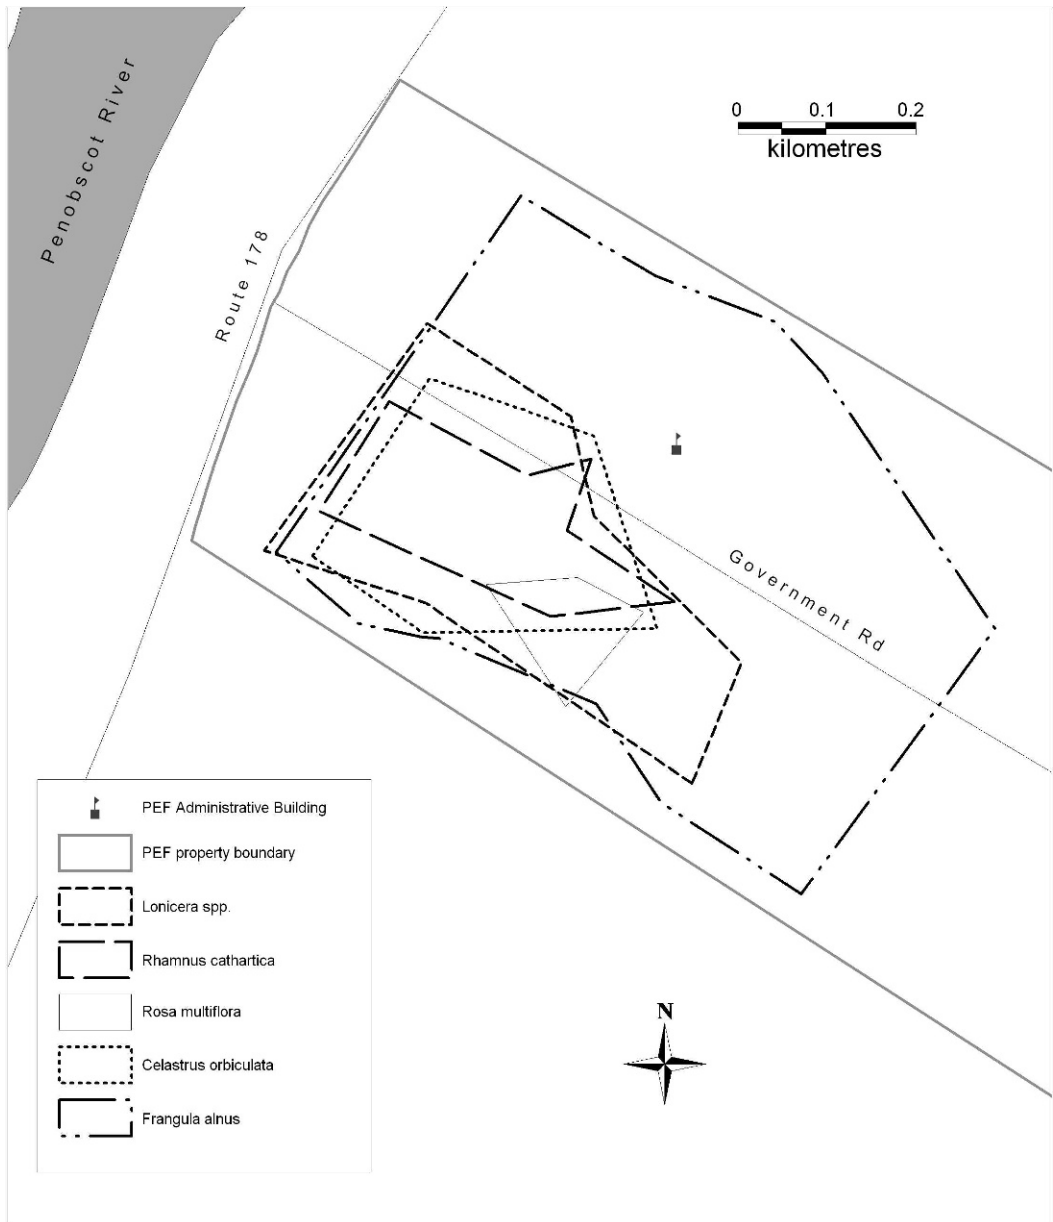 Penobscot River
Route 178
0 0.1 0.2
kilometres
Government Rd
PEF Administrative Building
PEF property boundary
Lonicera spp.
Rhamnus cathartica
Rosa multiflora
Celastrus orbiculata
Frangula alnus
N